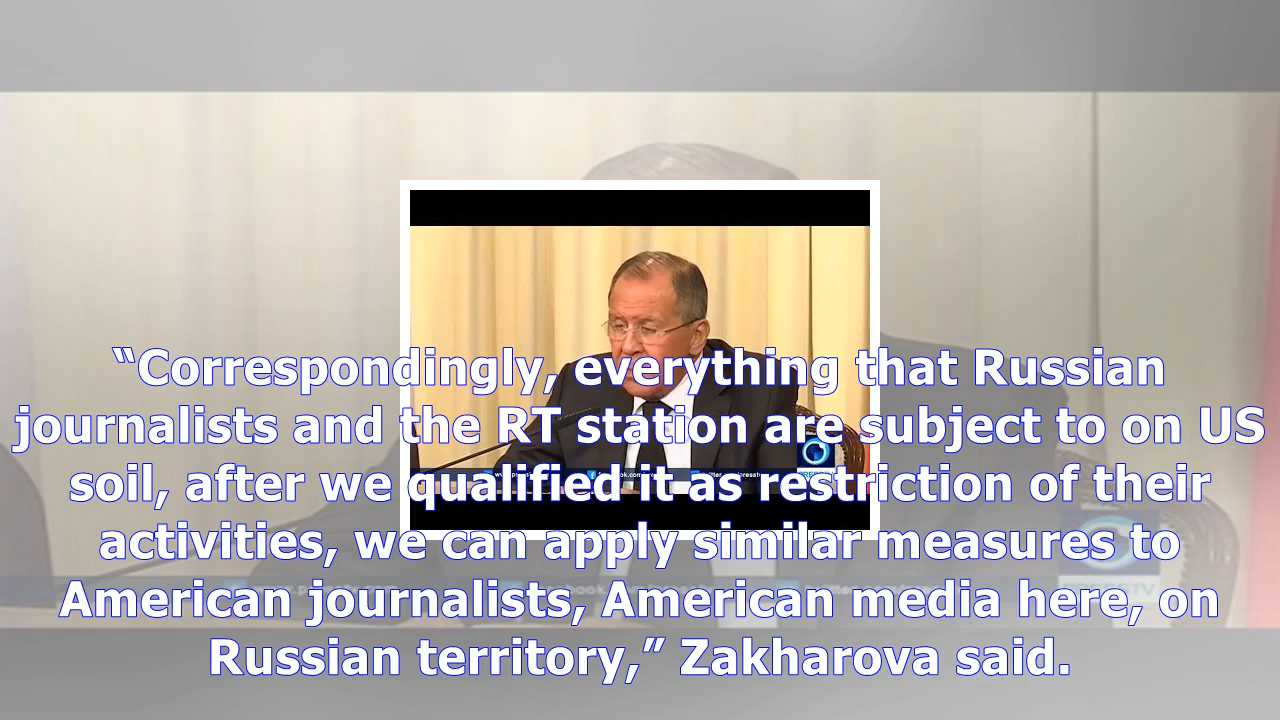 “Correspondingly, everything that Russian
journalists and the RT station are subject to on US
soil, after we qualified it as restriction of their
activities, we can apply similar measures to
American journalists, American media here, on
Russian territory,” Zakharova said.
PRESS TV